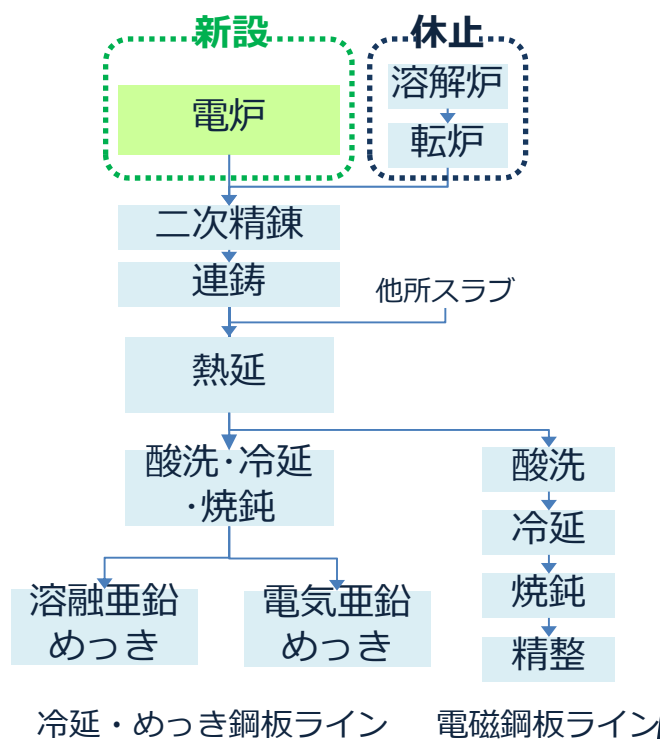 新設
休止
電炉
溶解炉
転炉
二次精錬
連鋳
他所スラブ
熱延
酸洗・冷延
・焼鈍
酸洗
冷延
焼鈍
精整
溶融亜鉛
めっき
電気亜鉛
めっき
冷延・めっき鋼板ライン
電磁鋼板ライン